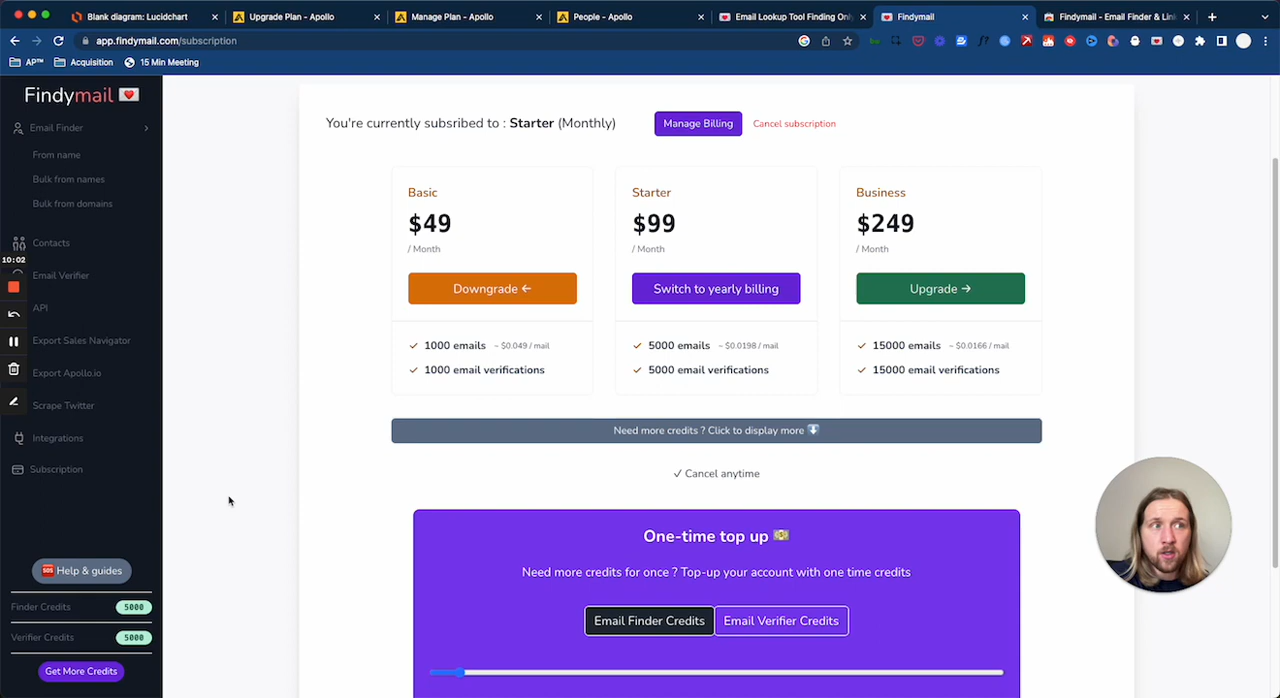 Blank diagram: Lucidchart
Upgrade Plan - Apollo
Manage Plan - Apollo
People - Apollo
Email Lookup Tool Finding Onl
Findymail
Findymail - Email Finder & Lin
app.findymail.com/subscription
AP™
Acquisition
15 Min Meeting
Findymail
Email Finder
From name
Bulk from names
Bulk from domains
Contacts
10:02
Email Verifier
API
Export Sales Navigator
Export Apollo.io
Scrape Twitter
Integrations
Subscription
SOS Help & guides
Finder Credits 5000
Verifier Credits 5000
Get More Credits
You're currently subsribed to : Starter (Monthly)
Manage Billing
Cancel subscription
Basic
$49
/ Month
Downgrade ←
✓ 1000 emails ~ $0.049 / mail
✓ 1000 email verifications
Starter
$99
/ Month
Switch to yearly billing
✓ 5000 emails ~ $0.0198 / mail
✓ 5000 email verifications
Business
$249
/ Month
Upgrade →
✓ 15000 emails ~ $0.0166 / mail
✓ 15000 email verifications
Need more credits ? Click to display more ⬇
✓ Cancel anytime
One-time top up 💵
Need more credits for once ? Top-up your account with one time credits
Email Finder Credits
Email Verifier Credits